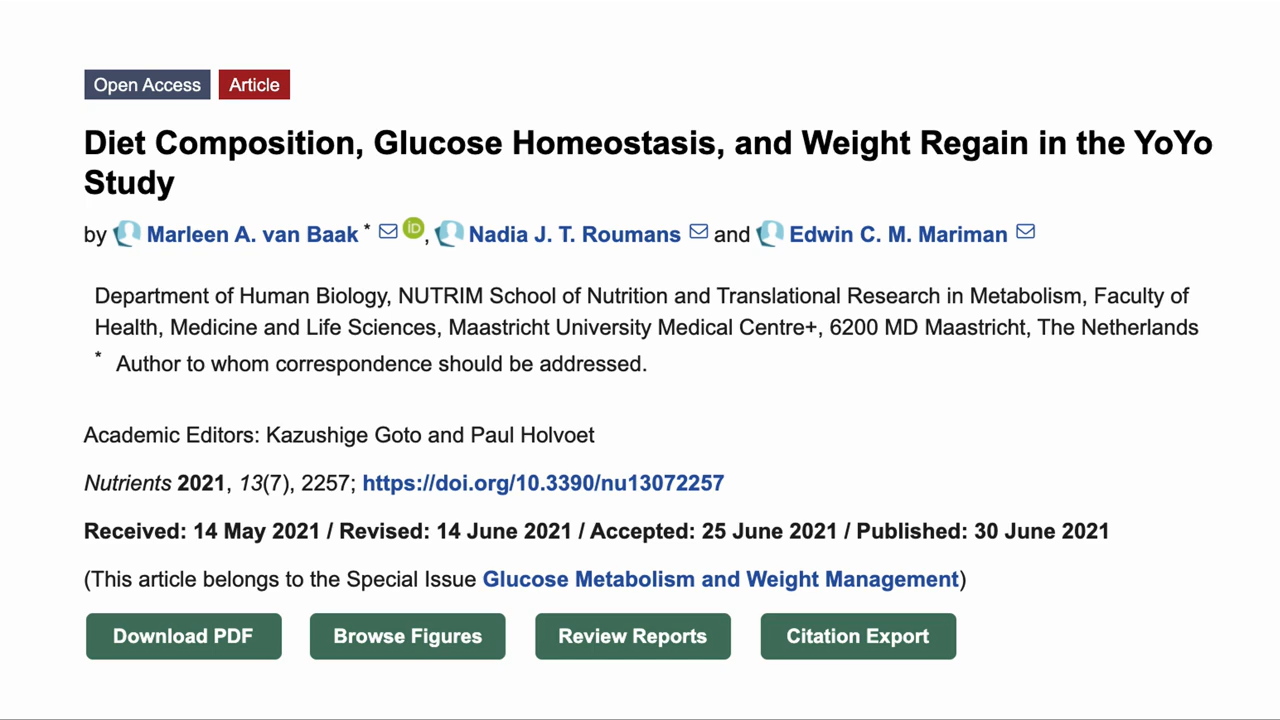 Open Access Article
Diet Composition, Glucose Homeostasis, and Weight Regain in the YoYo
Study
by Marleen A. van Baak * iD, Nadia J. T. Roumans and Edwin C. M. Mariman
Department of Human Biology, NUTRIM School of Nutrition and Translational Research in Metabolism, Faculty of
Health, Medicine and Life Sciences, Maastricht University Medical Centre+, 6200 MD Maastricht, The Netherlands
* Author to whom correspondence should be addressed.
Academic Editors: Kazushige Goto and Paul Holvoet
Nutrients 2021, 13(7), 2257; https://doi.org/10.3390/nu13072257
Received: 14 May 2021 / Revised: 14 June 2021 / Accepted: 25 June 2021 / Published: 30 June 2021
(This article belongs to the Special Issue Glucose Metabolism and Weight Management)
Download PDF Browse Figures Review Reports Citation Export